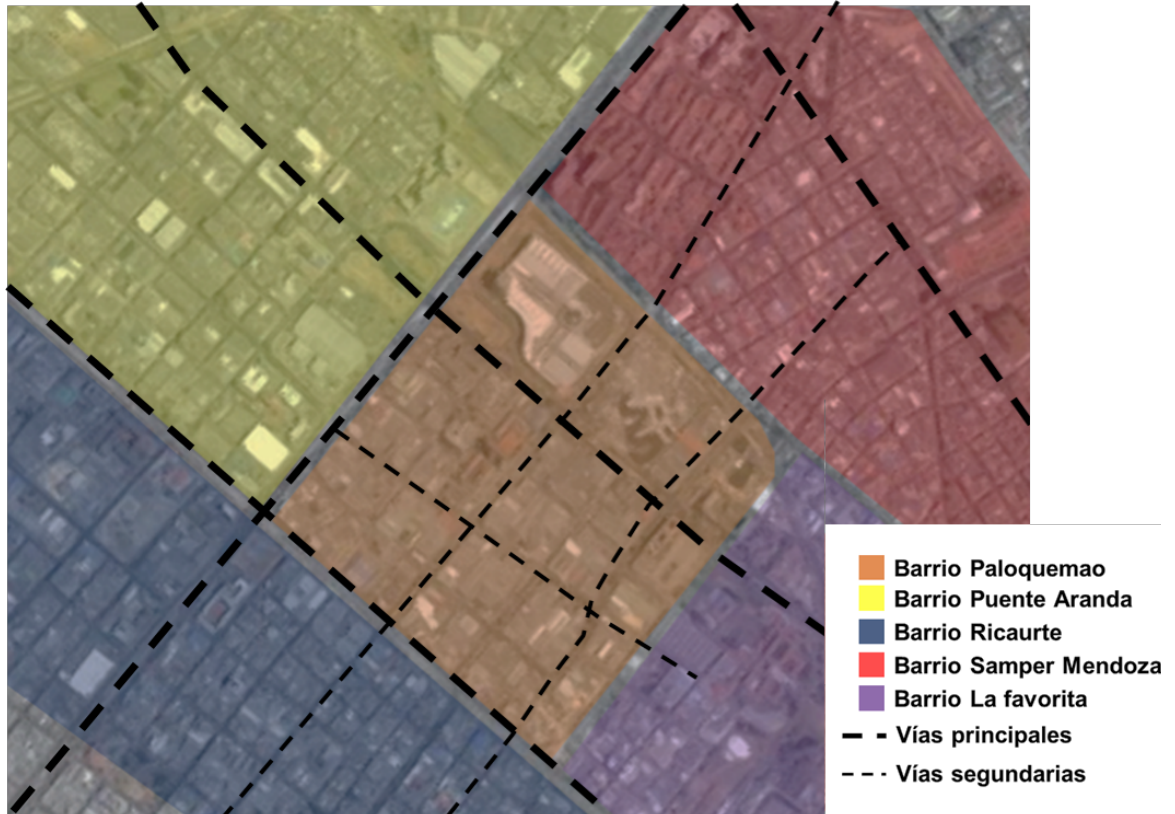 Barrio Paloquemao
Barrio Puente Aranda
Barrio Ricaurte
Barrio Samper Mendoza
Barrio La favorita
Vías principales
Vías segundarias